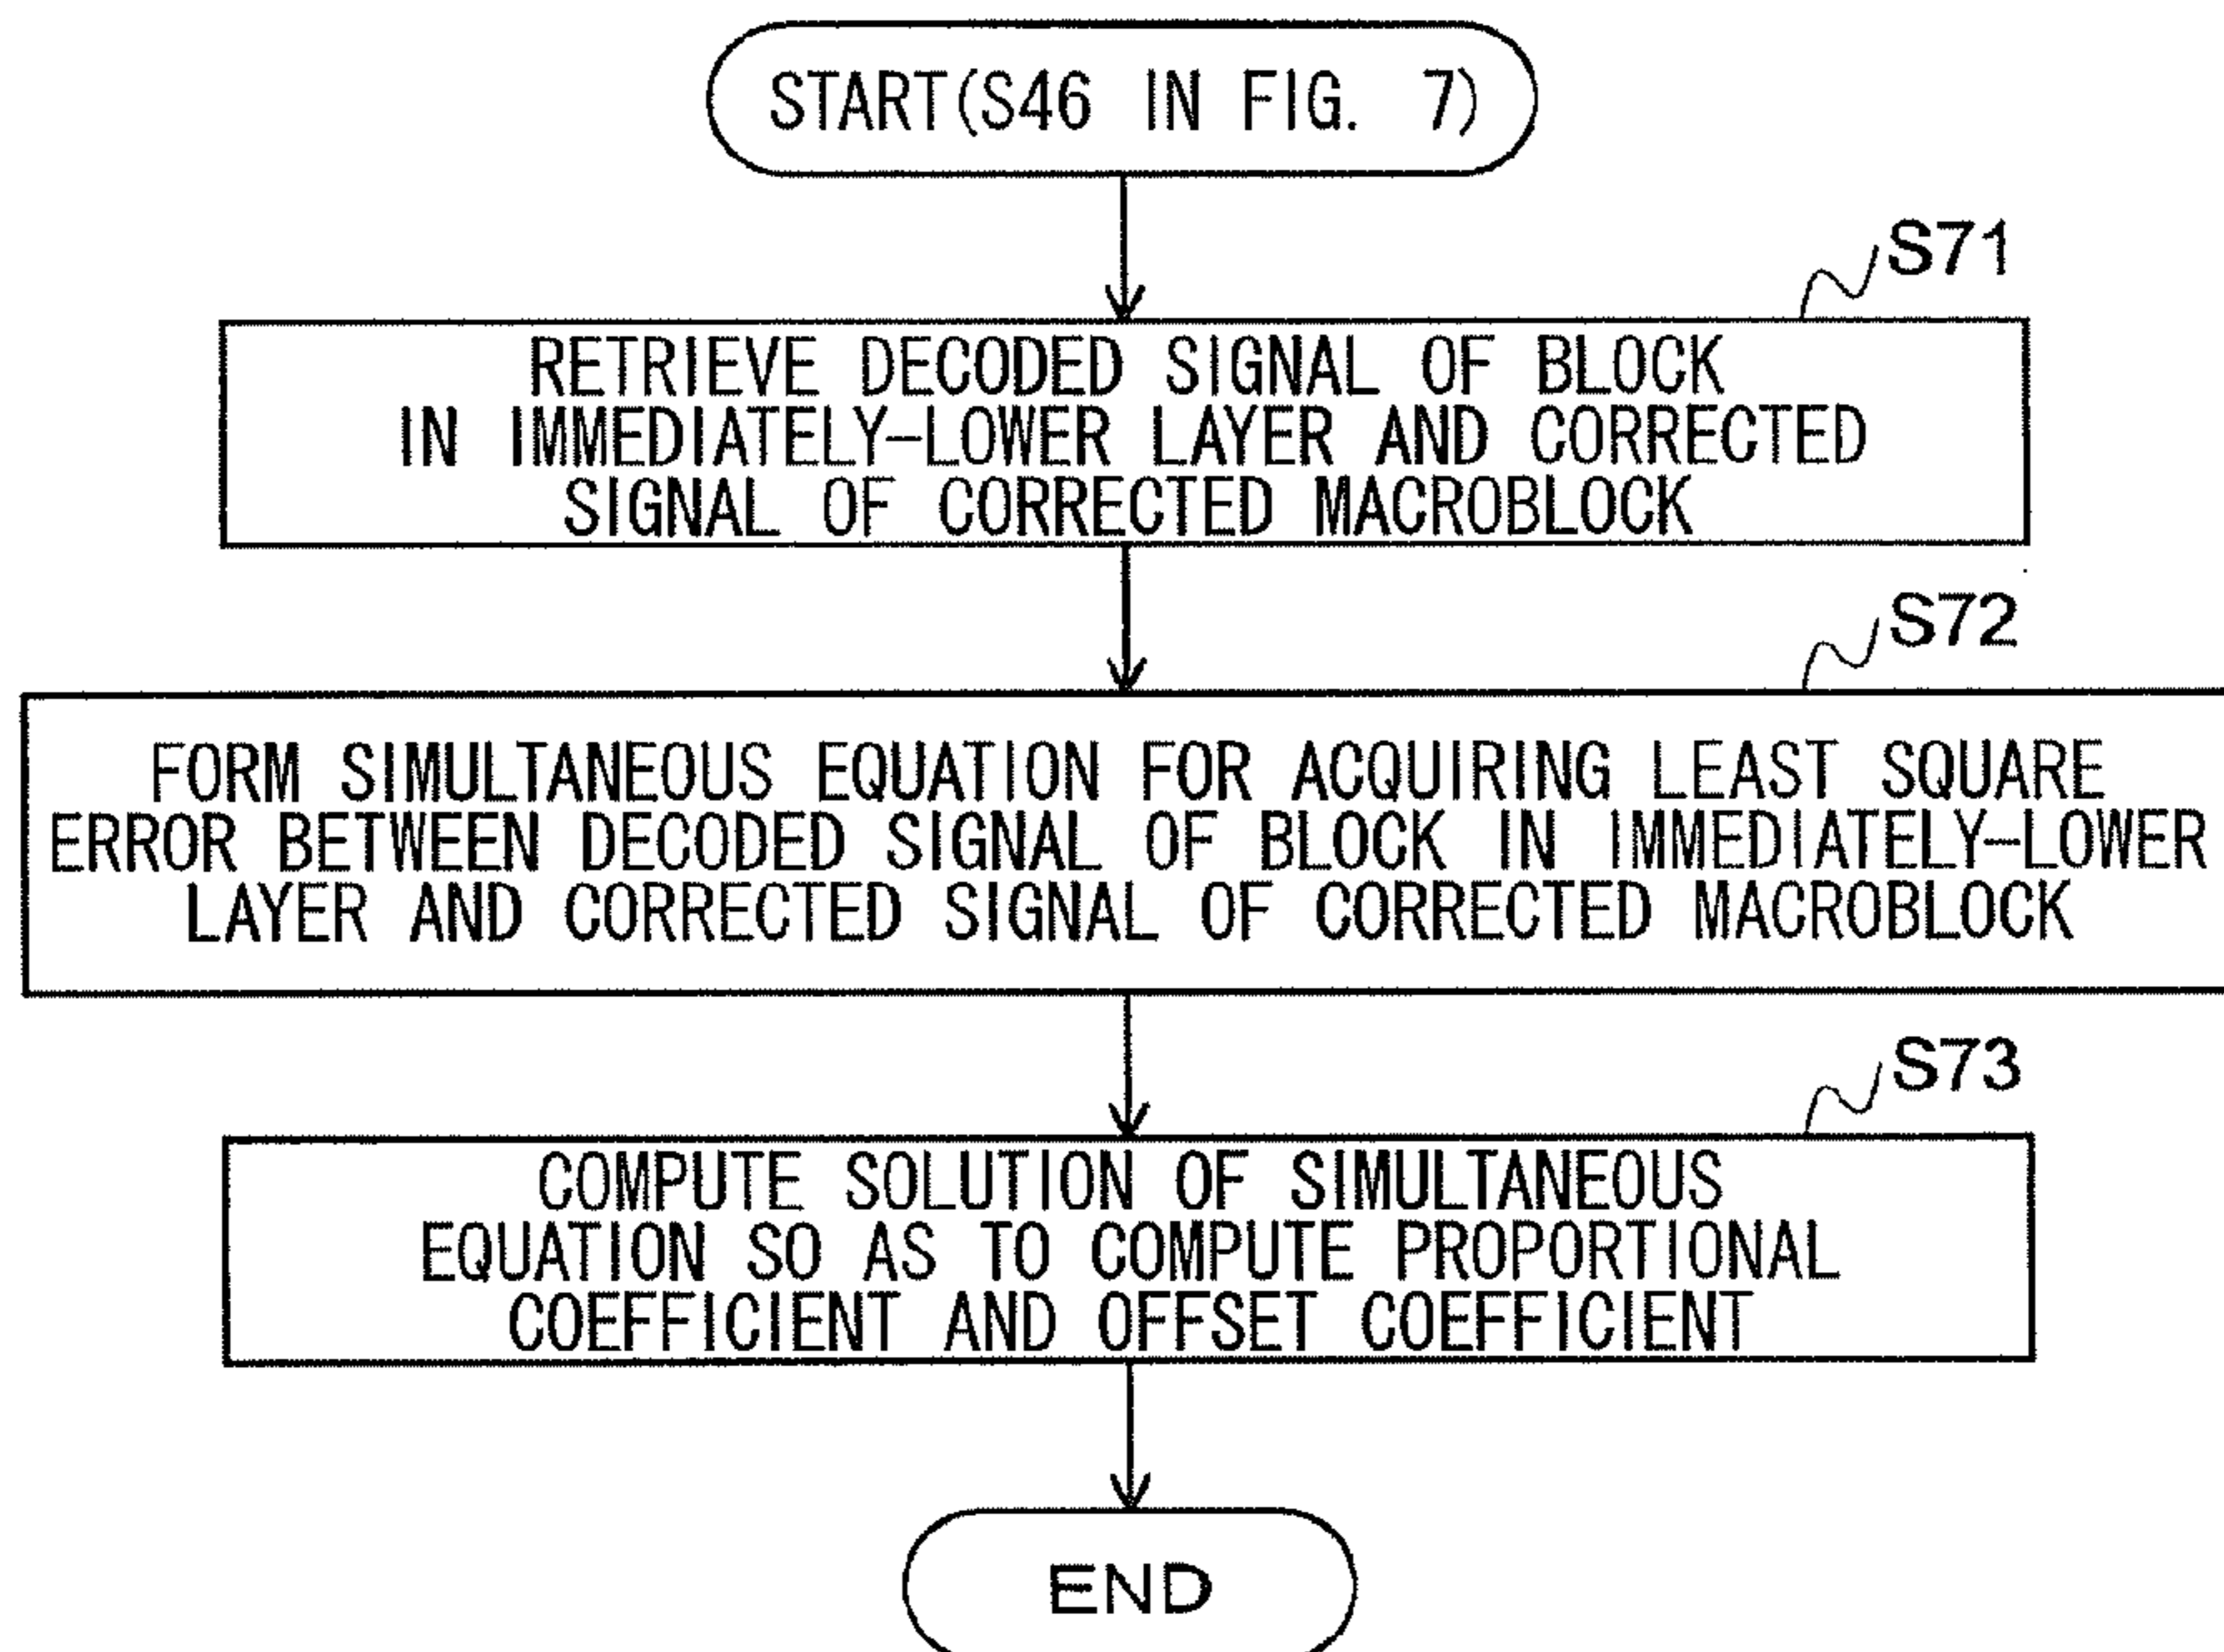 START(S46 IN FIG. 7)
S71
RETRIEVE DECODED SIGNAL OF BLOCK
IN IMMEDIATELY-LOWER LAYER AND CORRECTED
SIGNAL OF CORRECTED MACROBLOCK
S72
FORM SIMULTANEOUS EQUATION FOR ACQUIRING LEAST SQUARE
ERROR BETWEEN DECODED SIGNAL OF BLOCK IN IMMEDIATELY-LOWER
LAYER AND CORRECTED SIGNAL OF CORRECTED MACROBLOCK
S73
COMPUTE SOLUTION OF SIMULTANEOUS
EQUATION SO AS TO COMPUTE PROPORTIONAL
COEFFICIENT AND OFFSET COEFFICIENT
END